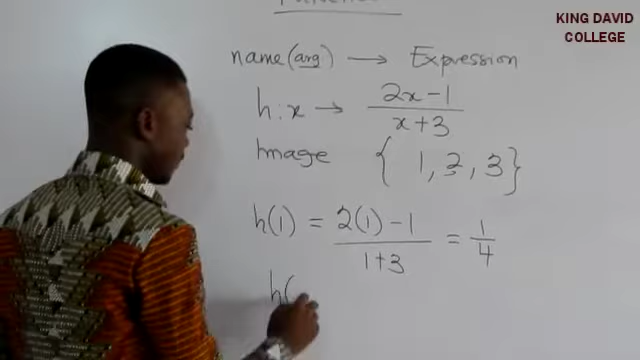 KING DAVID
COLLEGE
name(arg) → Expression
h:x → 2x-1
x+3
Image { 1, 2, 3}
h(1) = 2(1)-1 = 1
1+3 4
h(